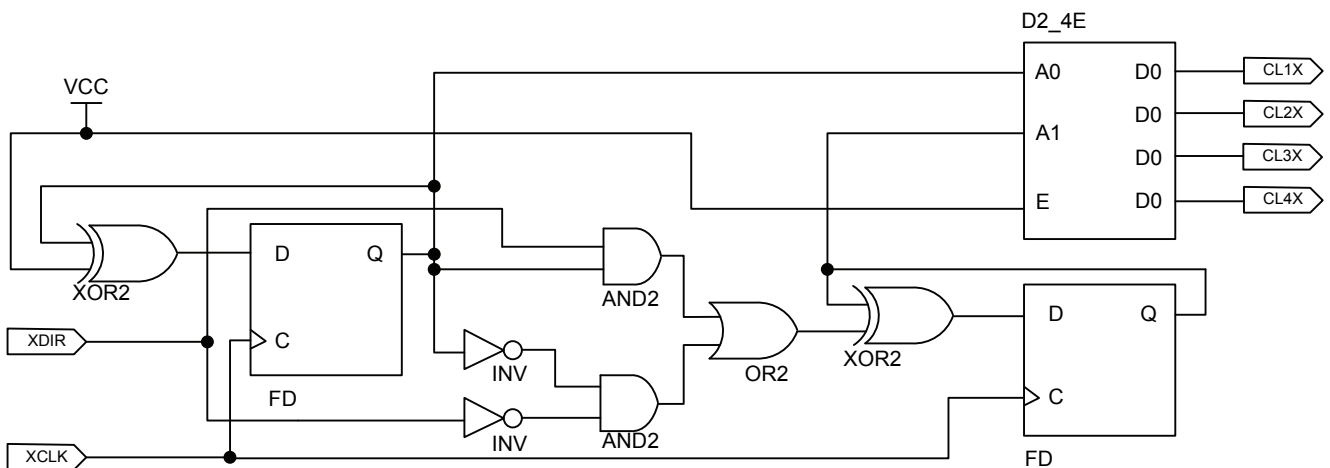 D2_4E
VCC
A0
D0
CL1X
D0
CL2X
A1
D0
CL3X
E
D0
CL4X
XOR2
D
Q
C
FD
AND2
XDIR
INV
INV
AND2
OR2
XOR2
D
Q
C
FD
XCLK